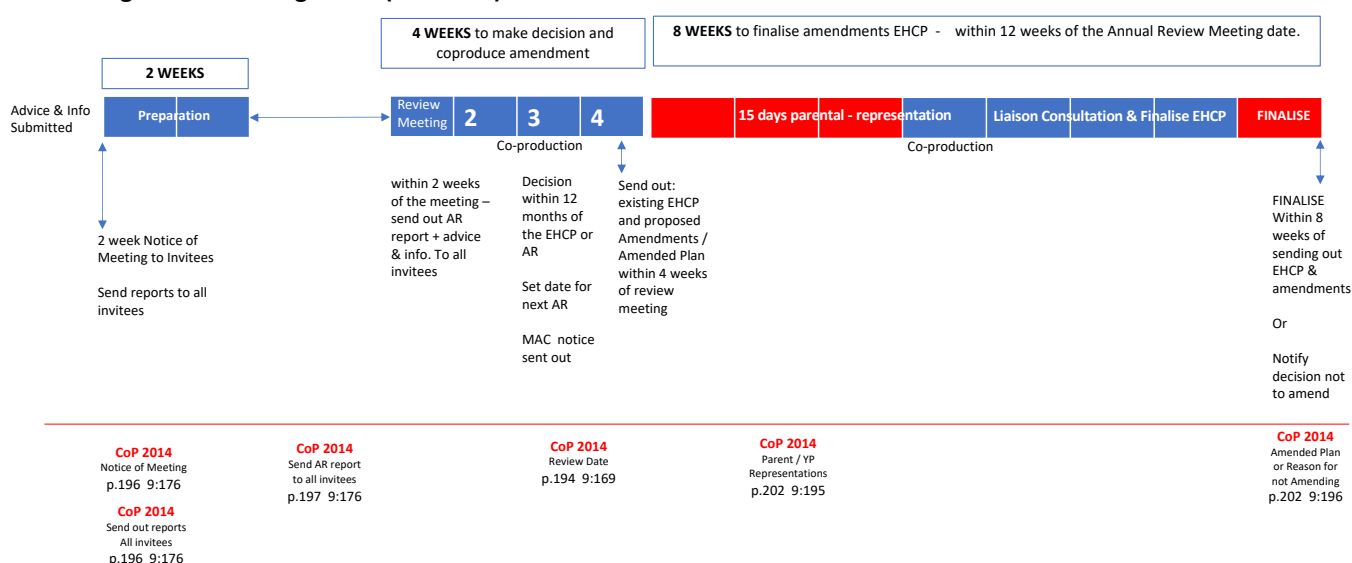 4 WEEKS to make decision and
coproduce amendment
8 WEEKS to finalise amendments EHCP - within 12 weeks of the Annual Review Meeting date.
2 WEEKS
Advice & Info
Submitted
Preparation
Review
Meeting
2
3
4
15 days parental - representation
Liaison Consultation & Finalise EHCP
FINALISE
Co-production
Co-production
2 week Notice of
Meeting to Invitees
Send reports to all
invitees
within 2 weeks
of the meeting –
send out AR
report + advice
& info. To all
invitees
Decision
within 12
months of
the EHCP or
AR
Set date for
next AR
MAC notice
sent out
Send out:
existing EHCP
and proposed
Amendments /
Amended Plan
within 4 weeks
of review
meeting
FINALISE
Within 8
weeks of
sending out
EHCP &
amendments
Or
Notify
decision not
to amend
CoP 2014
Notice of Meeting
p.196 9:176
CoP 2014
Send out reports
All invitees
p.196 9:176
CoP 2014
Send AR report
to all invitees
p.197 9:176
CoP 2014
Review Date
p.194 9:169
CoP 2014
Parent / YP
Representations
p.202 9:195
CoP 2014
Amended Plan
or Reason for
not Amending
p.202 9:196